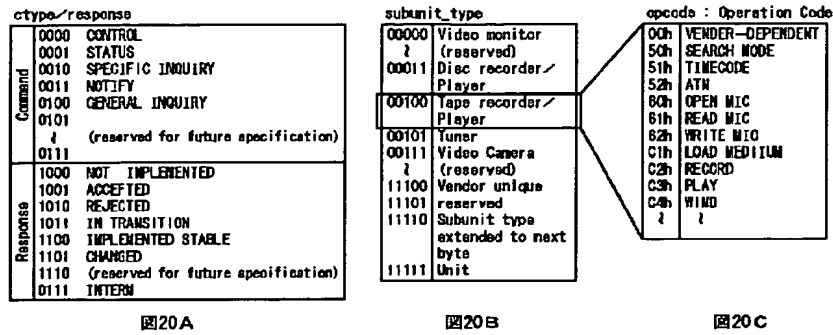 ctype/response
Command
0000 CONTROL
0001 STATUS
0010 SPECIFIC INQUIRY
0011 NOTIFY
0100 GENERAL INQUIRY
0101
≀ (reserved for future specification)
0111
Response
1000 NOT IMPLEMENTED
1001 ACCEFTED
1010 REJECTED
1011 IN TRANSITION
1100 IMPLEMENTED STABLE
1101 CHANGED
1110 (reserved for future specification)
0111 INTERM
図20A
subunit_type
00000 Video monitor
≀ (reserved)
00011 Disc recorder/
Player
00100 Tape recorder/
Player
00101 Tuner
00111 Video Camera
≀ (reserved)
11100 Vendor unique
11101 reserved
11110 Subunit type
extended to next
byte
11111 Unit
図20B
opcode : Operation Code
00h VENDER-DEPENDENT
50h SEARCH MODE
51h TIMECODE
52h ATN
60h OPEN MIC
61h READ MIC
62h WRITE MIC
C1h LOAD MEDIIUM
C2h RECORD
C3h PLAY
C4h WIND
≀ ≀
図20C